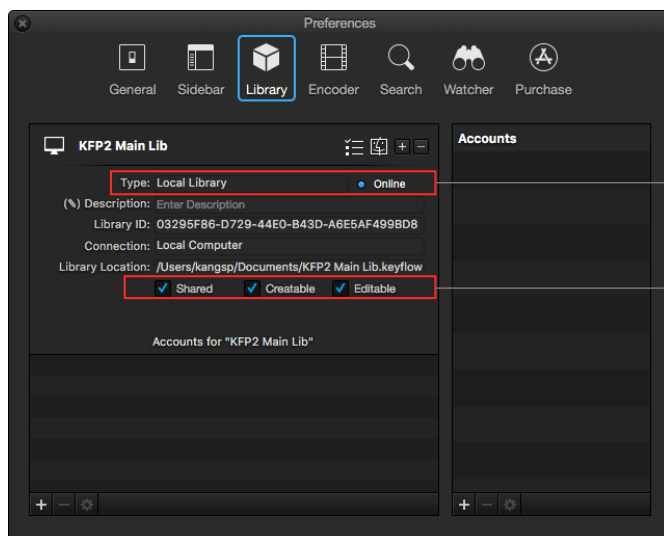 Preferences
General Sidebar Library Encoder Search Watcher Purchase
KFP2 Main Lib
Type: Local Library Online
(✎) Description: Enter Description
Library ID: 03295F86-D729-44E0-B43D-A6E5AF499BD8
Connection: Local Computer
Library Location: /Users/kangsp/Documents/KFP2 Main Lib.keyflow
Shared Creatable Editable
Accounts for "KFP2 Main Lib"
Accounts